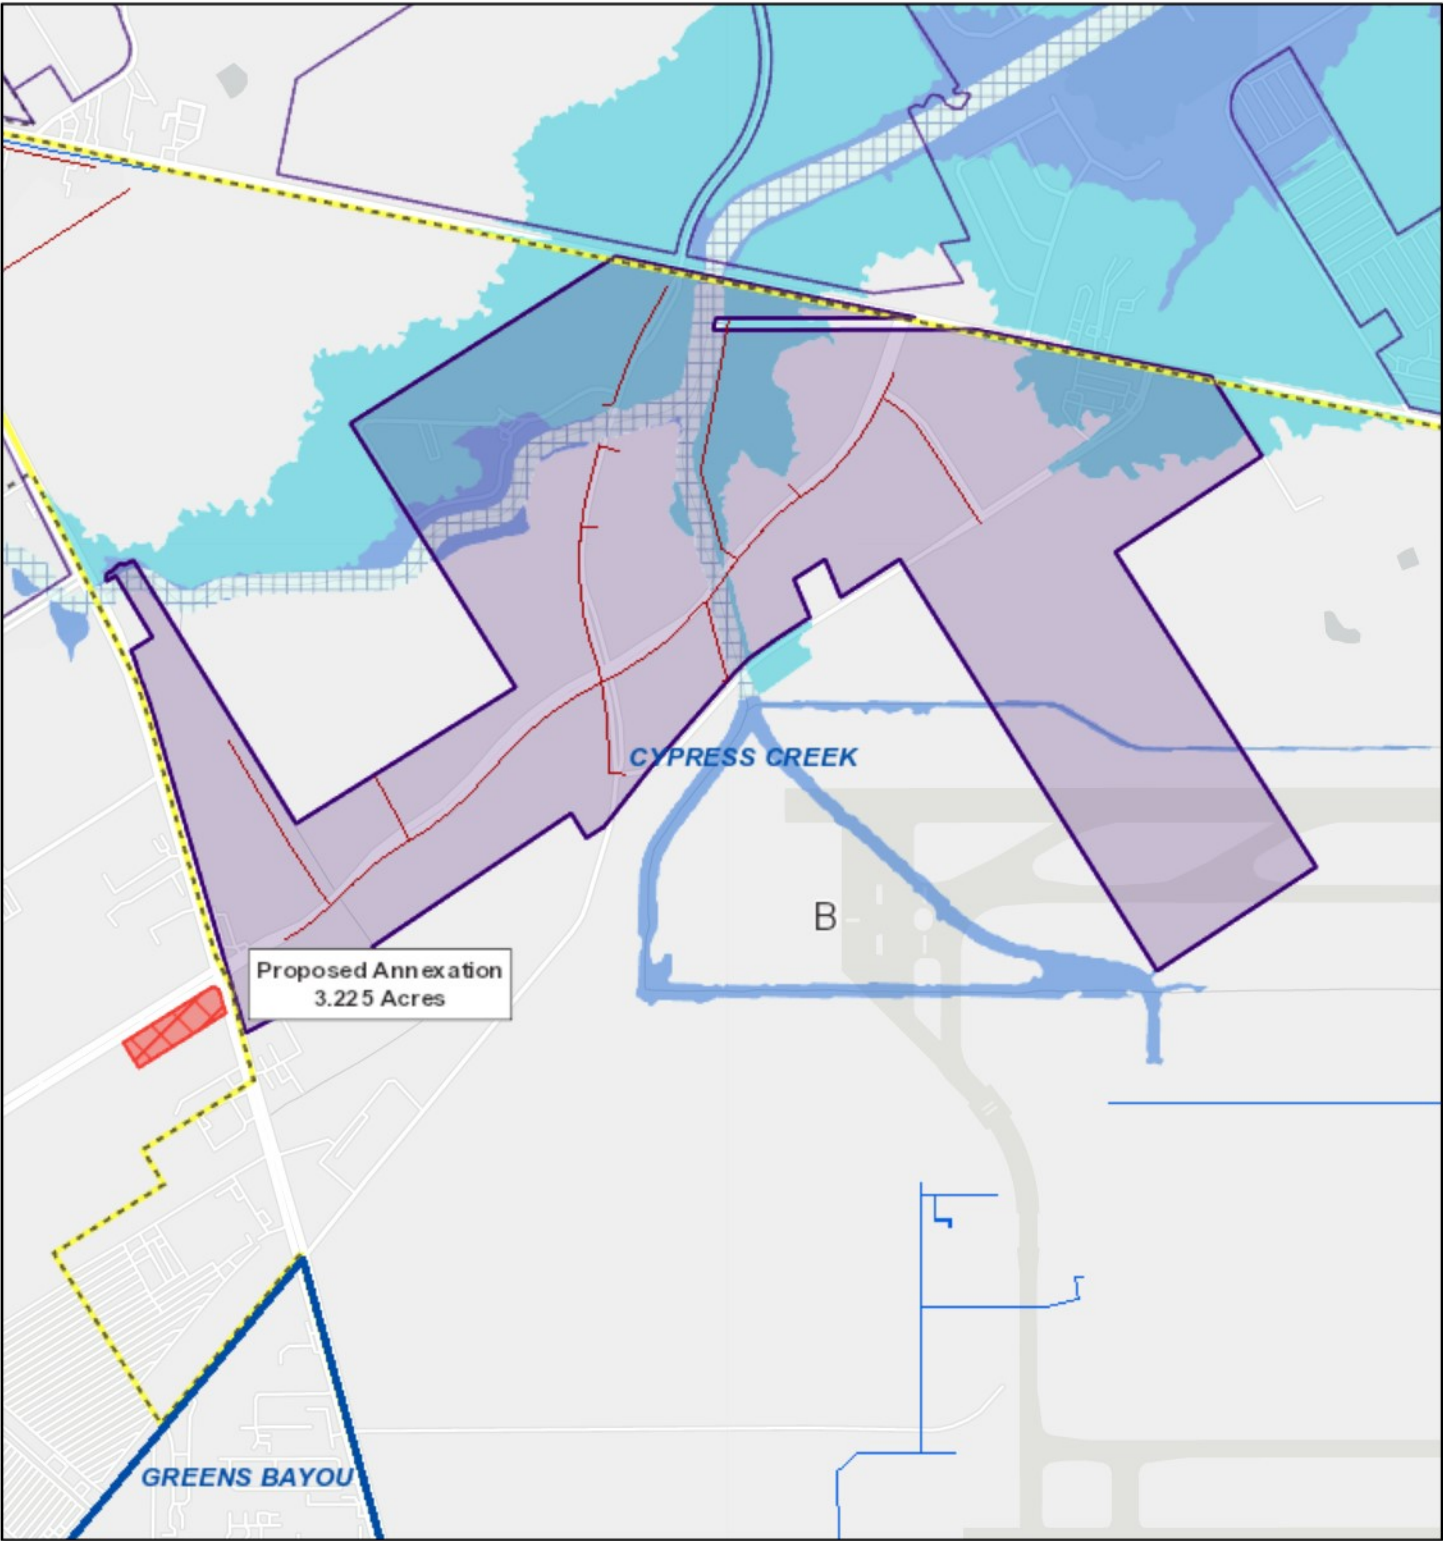 CYPRESS CREEK
B
Proposed Annexation
3.225 Acres
GREENS BAYOU